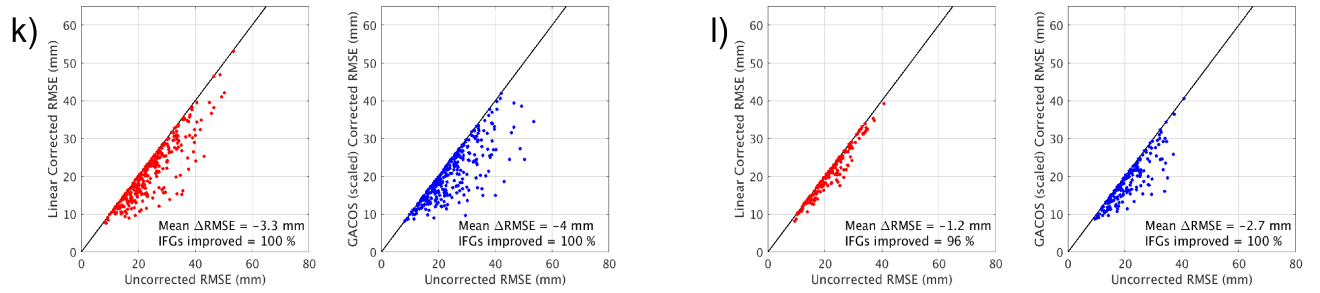 k)
Linear Corrected RMSE (mm)
60
50
40
30
20
10
0
Mean ΔRMSE = −3.3 mm
IFGs improved = 100 %
0 20 40 60 80
Uncorrected RMSE (mm)
GACOS (scaled) Corrected RMSE (mm)
60
50
40
30
20
10
0
Mean ΔRMSE = −4 mm
IFGs improved = 100 %
0 20 40 60 80
Uncorrected RMSE (mm)
l)
Linear Corrected RMSE (mm)
60
50
40
30
20
10
0
Mean ΔRMSE = −1.2 mm
IFGs improved = 96 %
0 20 40 60 80
Uncorrected RMSE (mm)
GACOS (scaled) Corrected RMSE (mm)
60
50
40
30
20
10
0
Mean ΔRMSE = −2.7 mm
IFGs improved = 100 %
0 20 40 60 80
Uncorrected RMSE (mm)